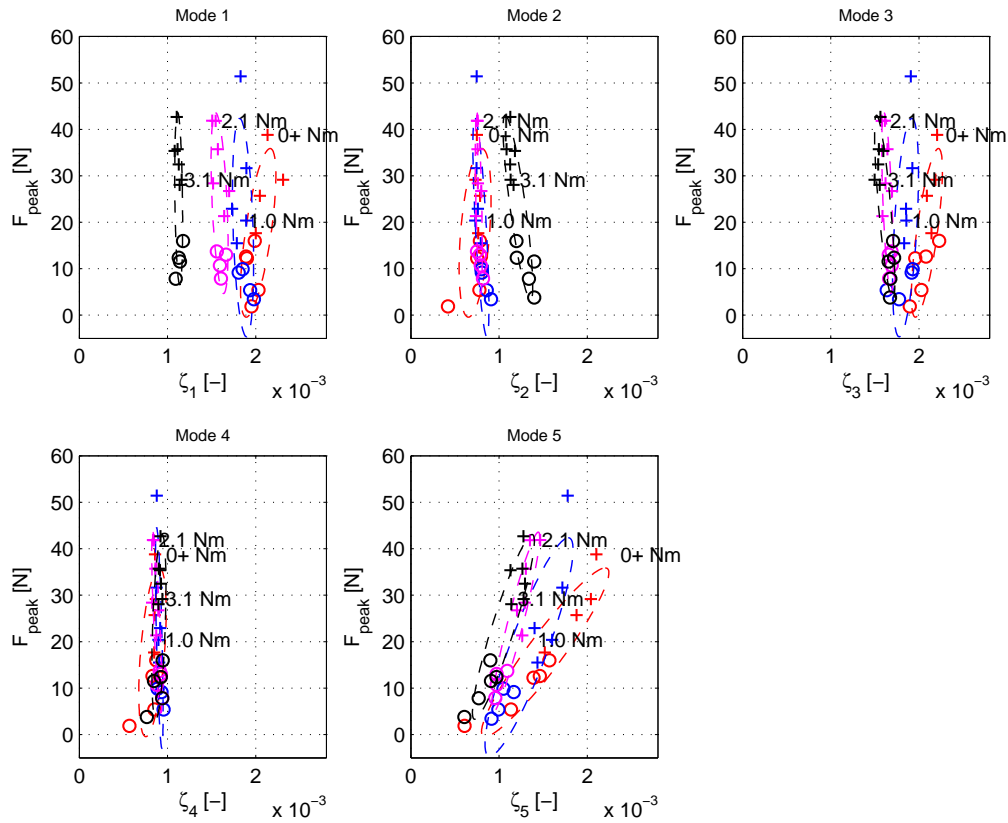 Mode 1
Mode 2
Mode 3
60
50
40
30
20
10
0
F_peak [N]
2.1 Nm
0+ Nm
3.1 Nm
1.0 Nm
0 1 2
ζ_1 [–]
x 10^-3
60
50
40
30
20
10
0
F_peak [N]
2.1 Nm
0+ Nm
3.1 Nm
1.0 Nm
0 1 2
ζ_2 [–]
x 10^-3
60
50
40
30
20
10
0
F_peak [N]
2.1 Nm
0+ Nm
3.1 Nm
1.0 Nm
0 1 2
ζ_3 [–]
x 10^-3
Mode 4
Mode 5
60
50
40
30
20
10
0
F_peak [N]
2.1 Nm
0+ Nm
3.1 Nm
1.0 Nm
0 1 2
ζ_4 [–]
x 10^-3
60
50
40
30
20
10
0
F_peak [N]
2.1 Nm
0+ Nm
3.1 Nm
1.0 Nm
0 1 2
ζ_5 [–]
x 10^-3